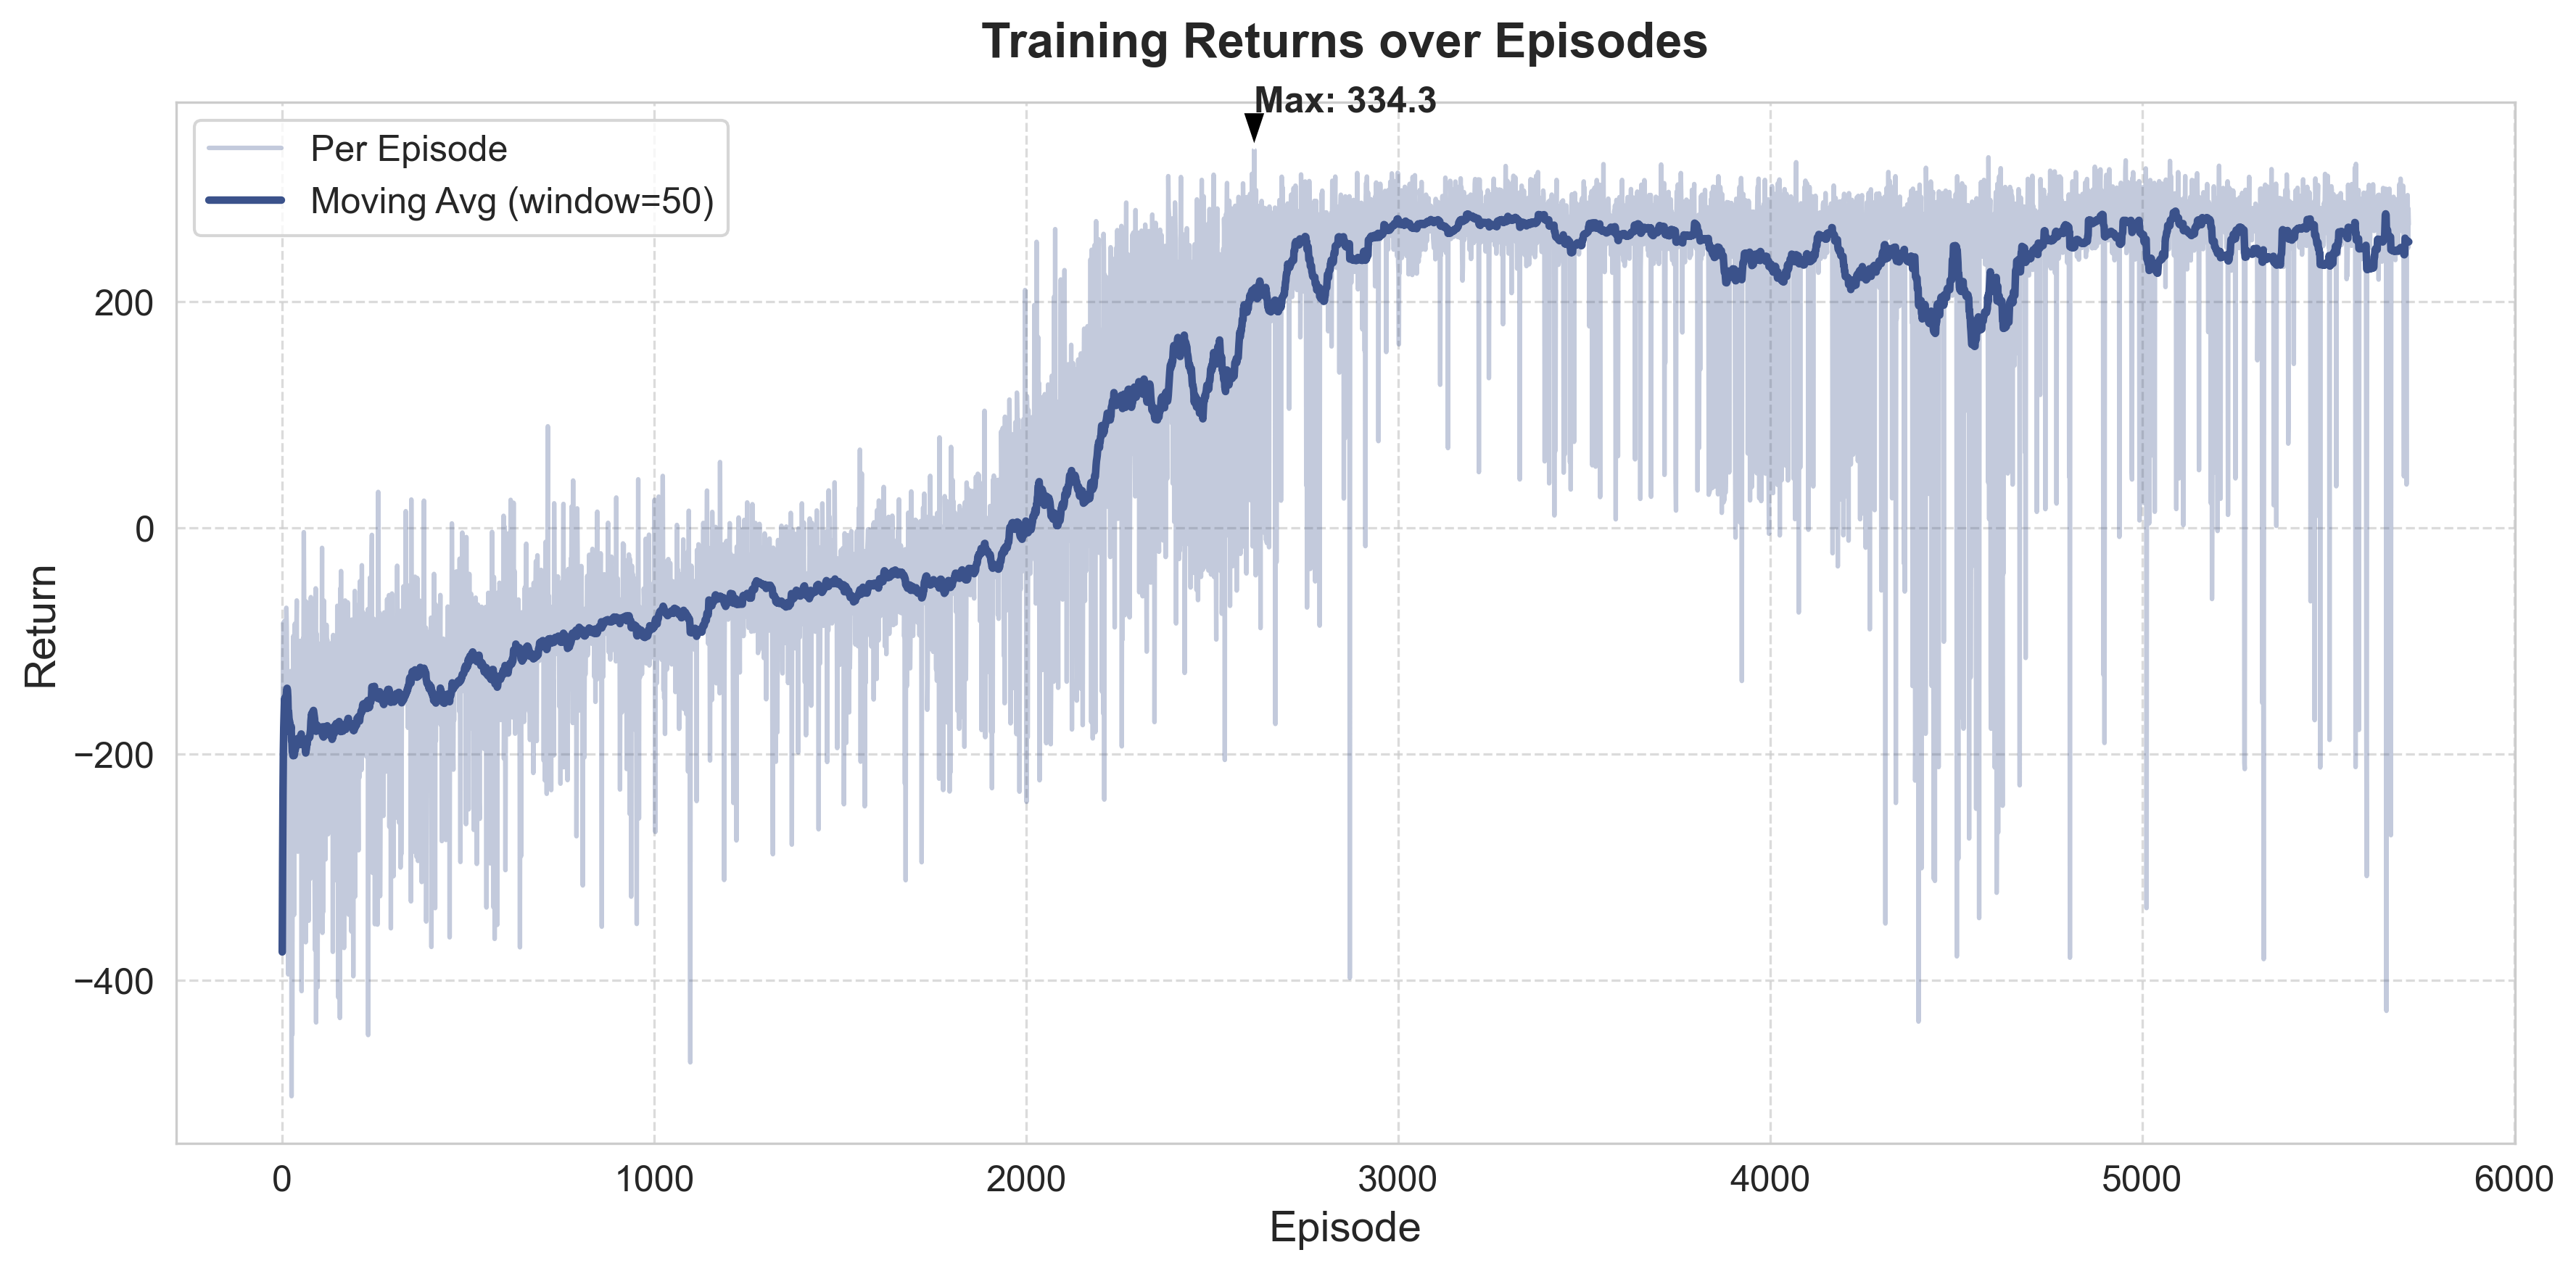 Training Returns over Episodes
Max: 334.3
Per Episode
Moving Avg (window=50)
200
0
−200
−400
Return
0 1000 2000 3000 4000 5000 6000
Episode